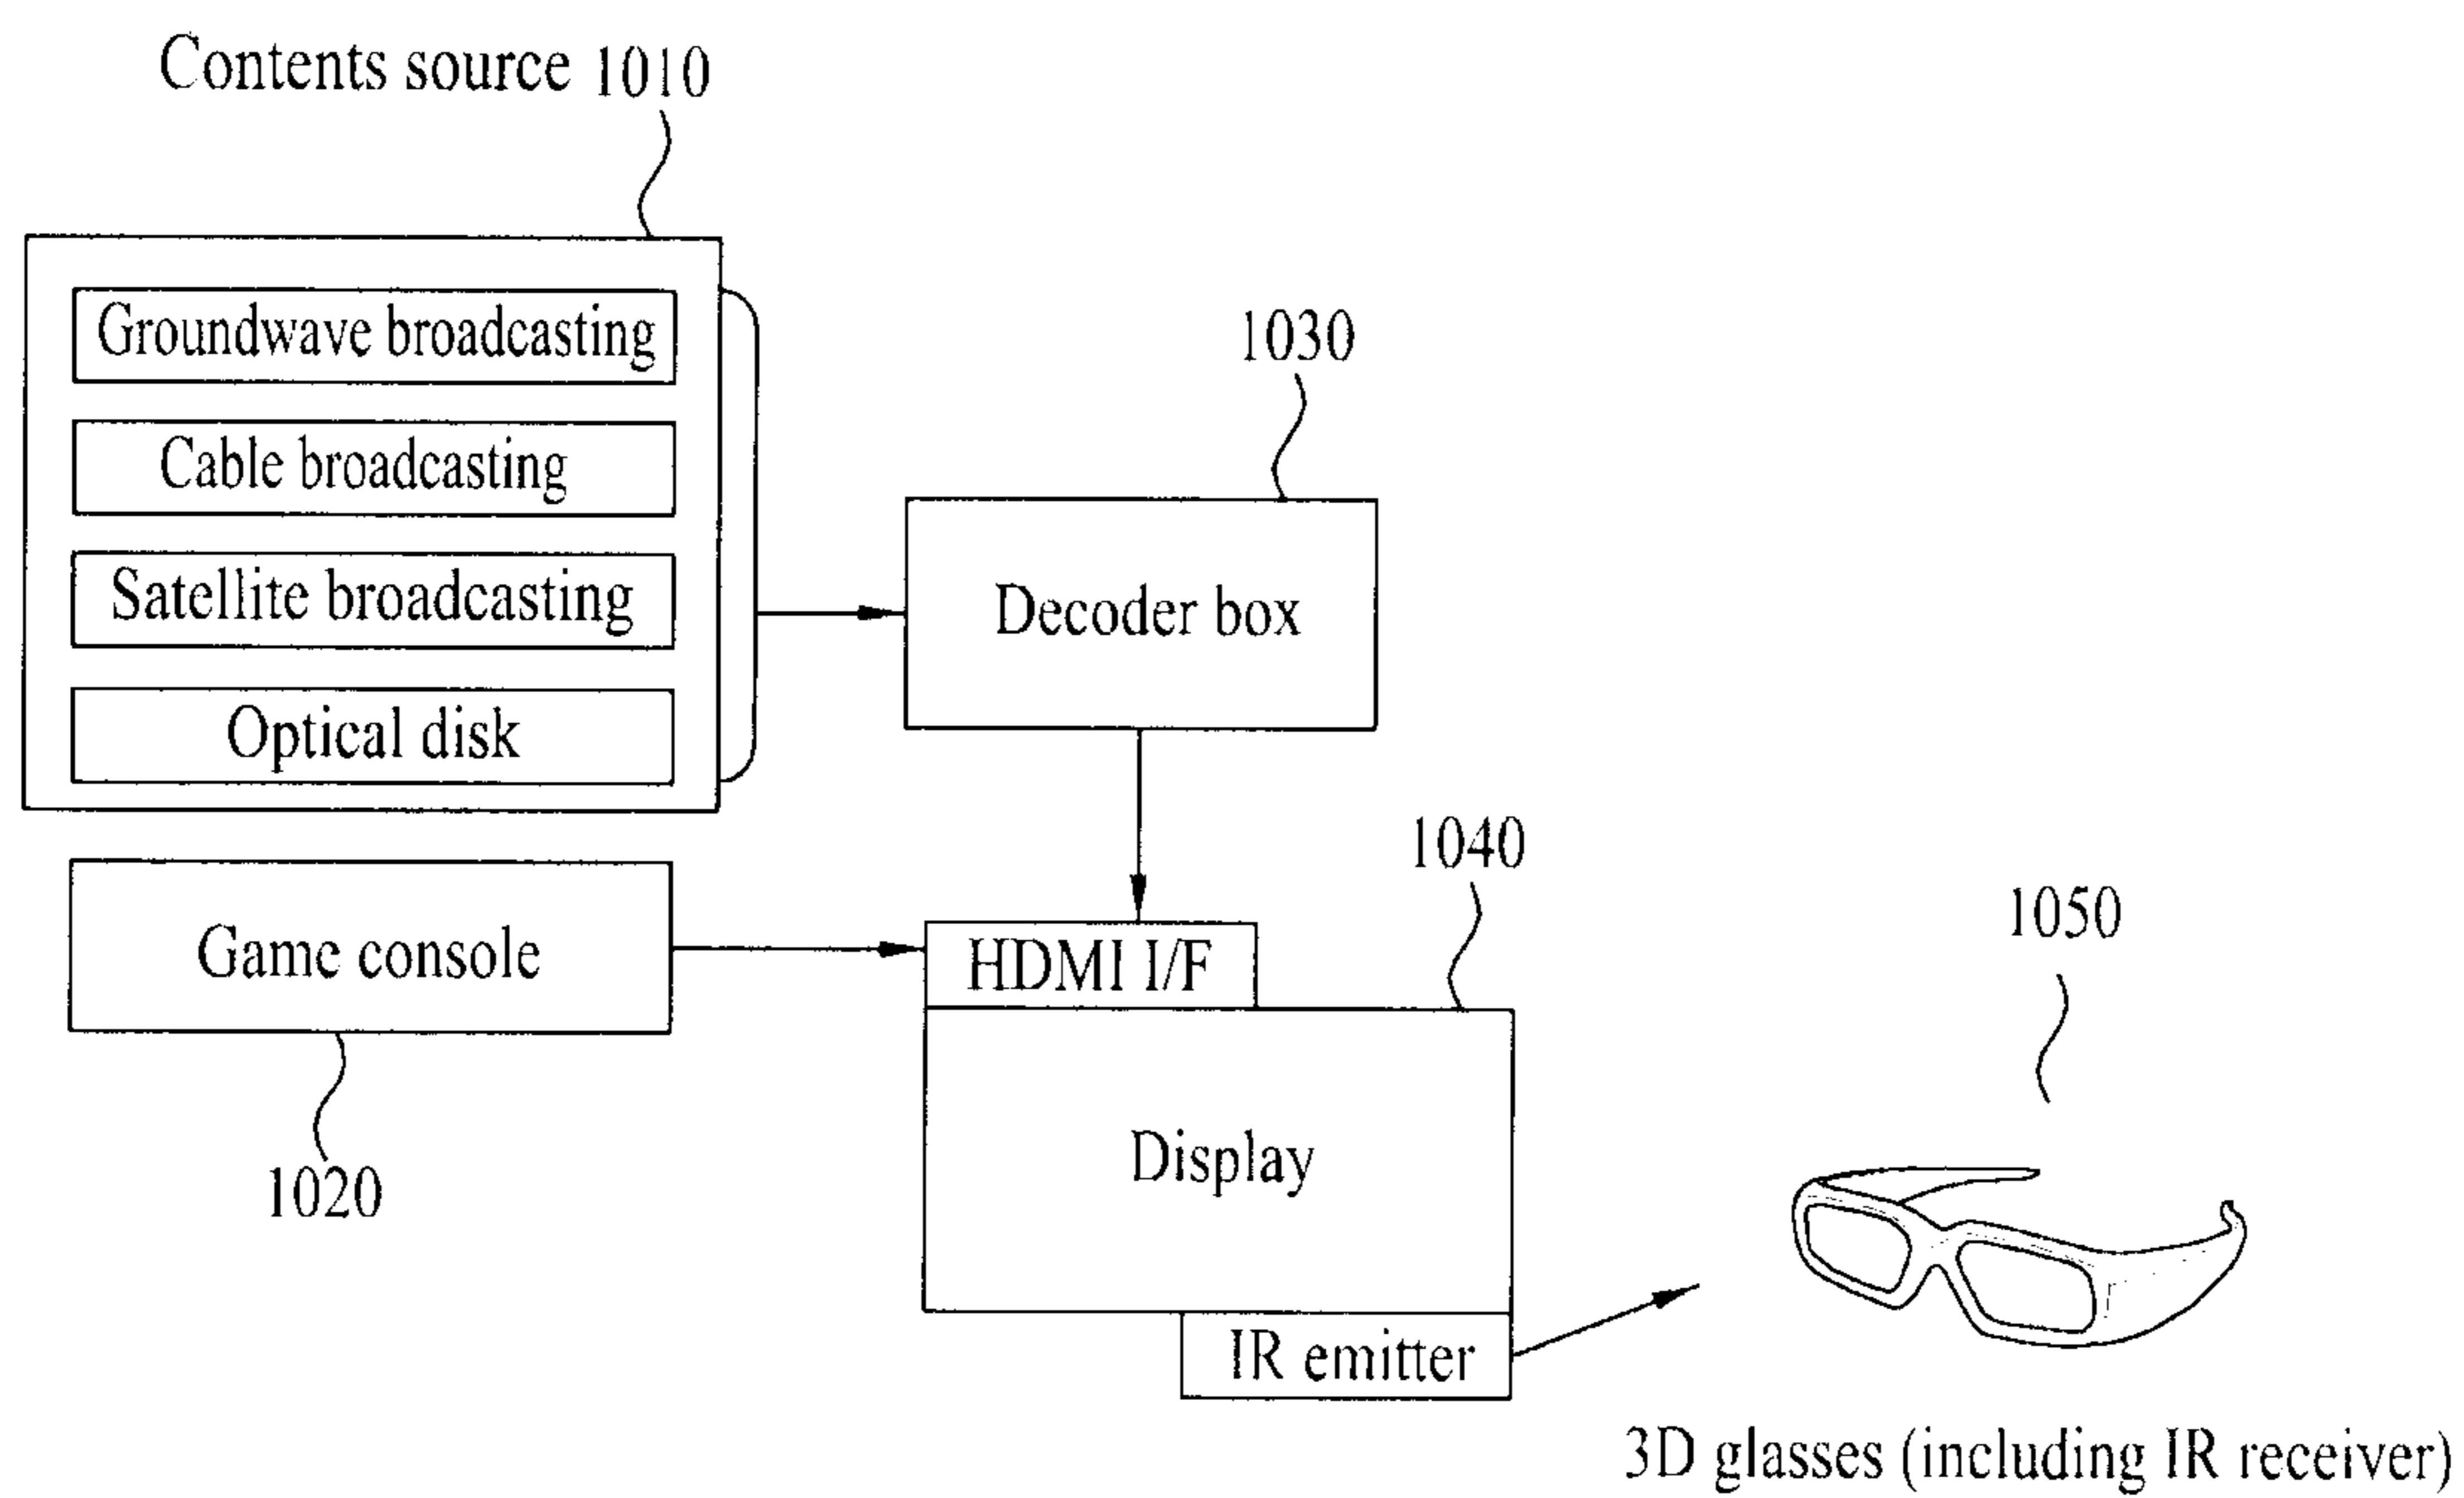 Contents source 1010
Groundwave broadcasting
Cable broadcasting
Satellite broadcasting
Optical disk
1030
Decoder box
Game console
1020
HDMI I/F
1040
Display
IR emitter
1050
3D glasses (including IR receiver)